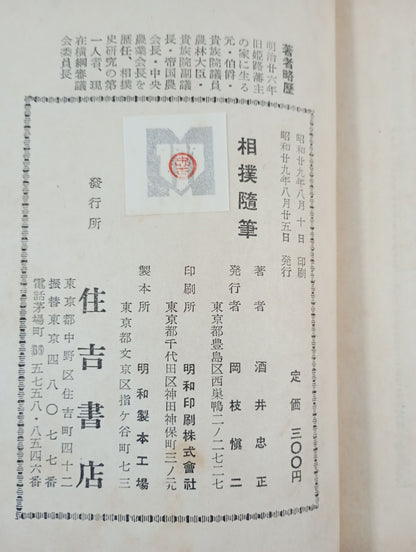 著者略歴
明治廿六年
旧姫路藩主
の家に生る
元・伯爵・
貴族院議員
農林大臣・
貴族院副議
長・帝国農
会長・中央
農業会長を
歴任、相撲
史研究の第
一人者、現
在横綱審議
会委員長
昭和廿九年八月十日 印刷
昭和廿九年八月廿五日 発行
相撲隨筆
定価 三〇〇円
著者 酒井忠正
発行者 岡枝慎二
東京都豊島区西巣鴨二ノ二七二七
印刷所 明和印刷株式会社
東京都千代田区神田神保町三ノ元
製本所 明和製本工場
東京都文京区指ケ谷町七三
發行所 住吉書店
東京都中野区住吉町四十二
振替東京四八〇七七番
電話茅場町 五七五八・八五四六番